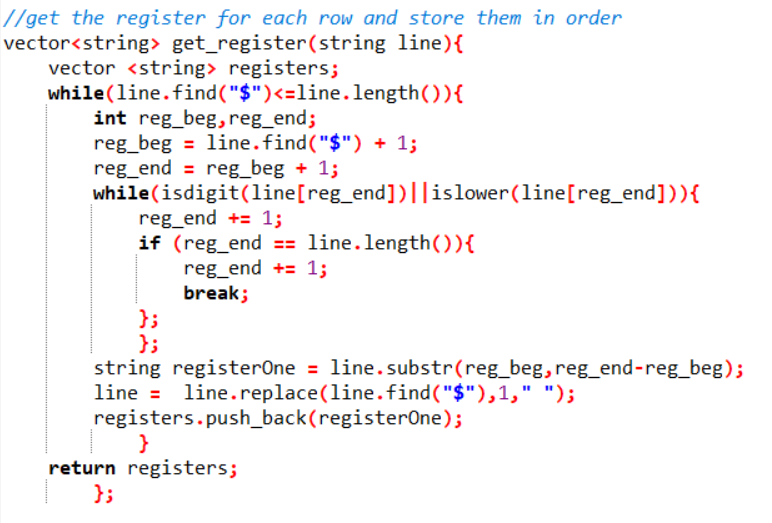 //get the register for each row and store them in order
vector<string> get_register(string line){
    vector <string> registers;
    while(line.find("$")<=line.length()){
        int reg_beg,reg_end;
        reg_beg = line.find("$") + 1;
        reg_end = reg_beg + 1;
        while(isdigit(line[reg_end])||islower(line[reg_end])){
            reg_end += 1;
            if (reg_end == line.length()){
                reg_end += 1;
                break;
            };
            };
        string registerOne = line.substr(reg_beg,reg_end-reg_beg);
        line =  line.replace(line.find("$"),1," ");
        registers.push_back(registerOne);
            }
    return registers;
        };